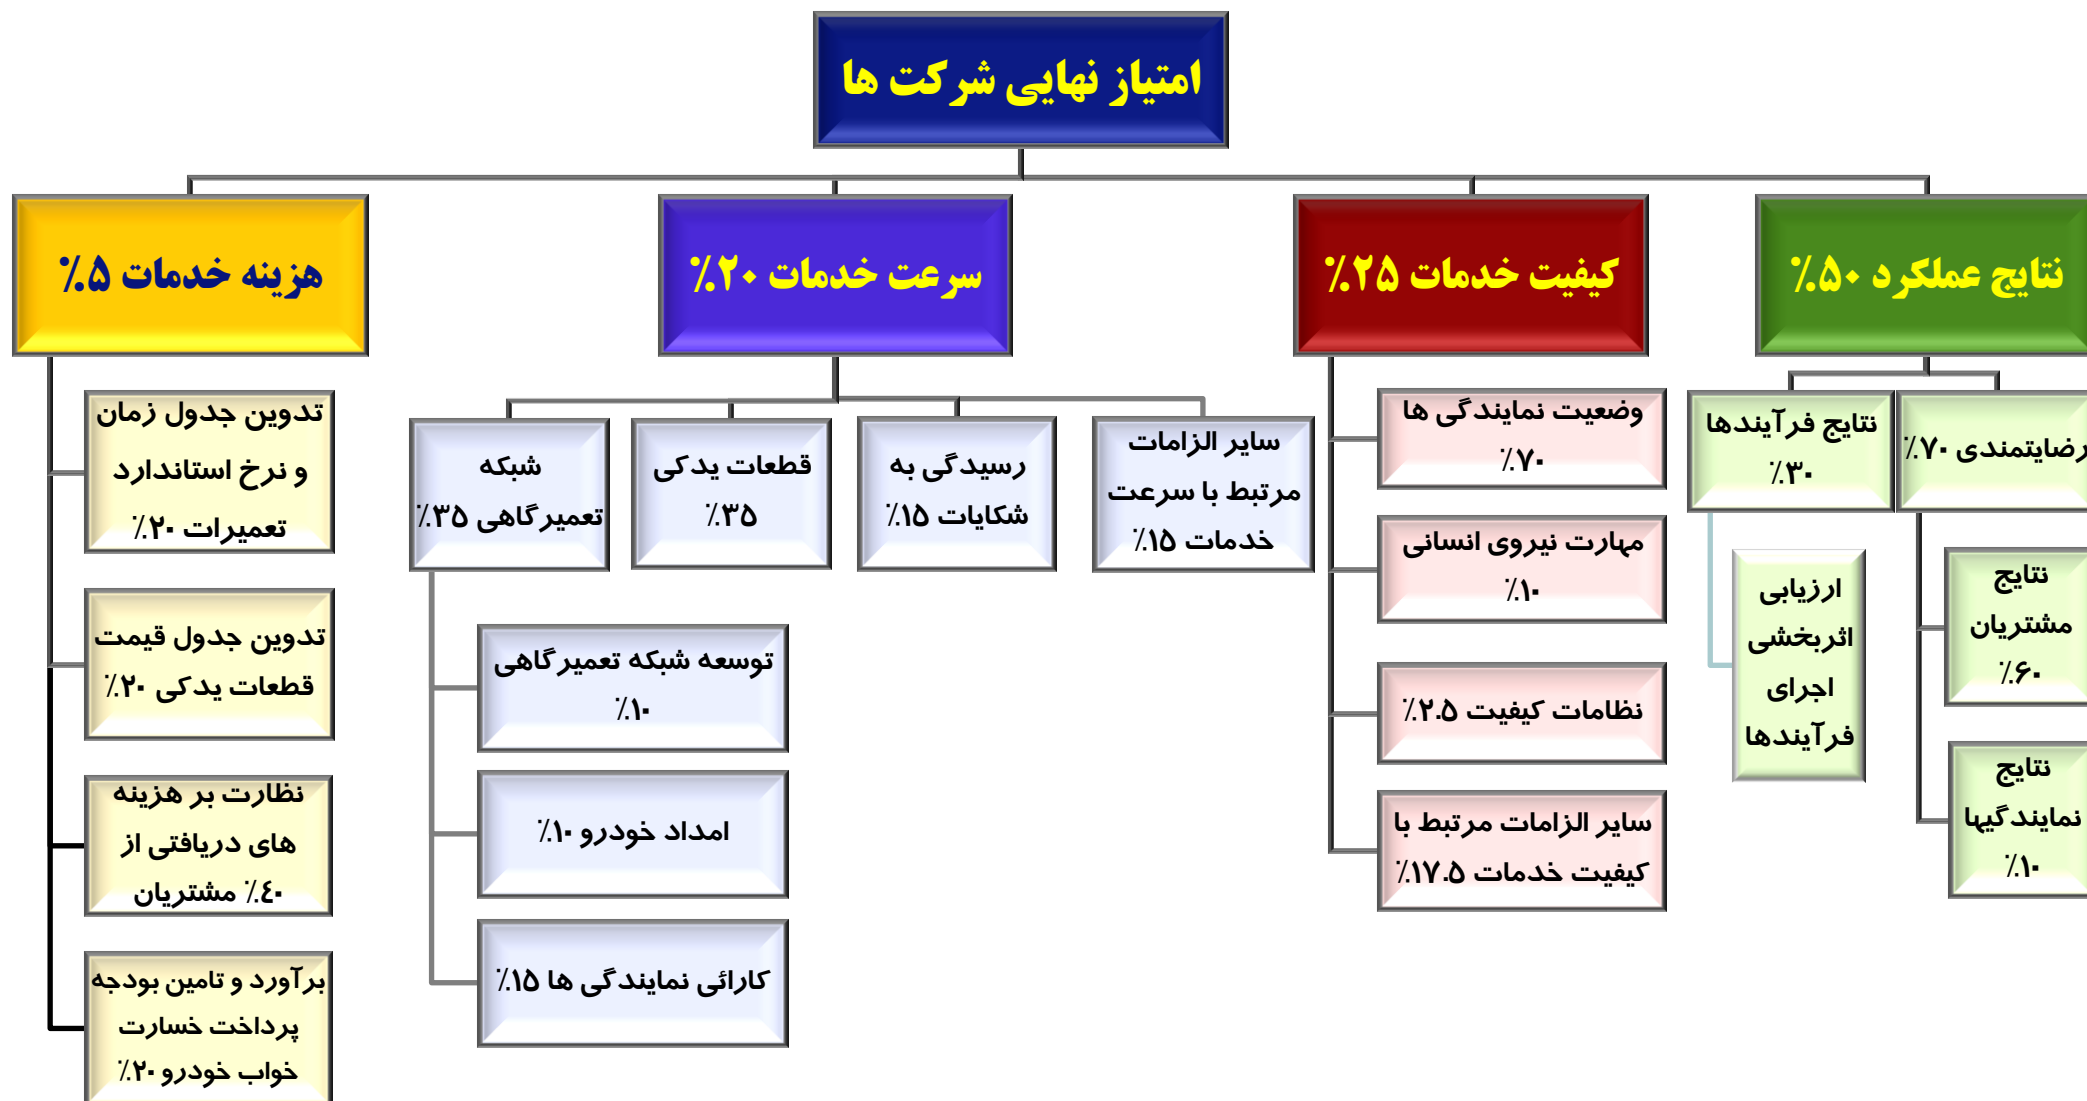 امتیاز نهایی شرکت ها
نتایج عملکرد ۵۰٪
کیفیت خدمات ۲۵٪
سرعت خدمات ۲۰٪
هزینه خدمات ۵٪
رضایتمندی ۷۰٪
نتایج
مشتریان
۶۰٪
نتایج
نمایندگیها
۱۰٪
نتایج فرآیندها
۳۰٪
ارزیابی
اثربخشی
اجرای
فرآیندها
وضعیت نمایندگی ها
۷۰٪
مهارت نیروی انسانی
۱۰٪
نظامات کیفیت ۲.۵٪
سایر الزامات مرتبط با
کیفیت خدمات ۱۷.۵٪
سایر الزامات
مرتبط با سرعت
خدمات ۱۵٪
رسیدگی به
شکایات ۱۵٪
قطعات یدکی
۳۵٪
شبکه
تعمیرگاهی ۳۵٪
توسعه شبکه تعمیرگاهی
۱۰٪
امداد خودرو ۱۰٪
کارائی نمایندگی ها ۱۵٪
تدوین جدول زمان
و نرخ استاندارد
تعمیرات ۲۰٪
تدوین جدول قیمت
قطعات یدکی ۲۰٪
نظارت بر هزینه
های دریافتی از
مشتریان ٤۰٪
برآورد و تامین بودجه
پرداخت خسارت
خواب خودرو ۲۰٪